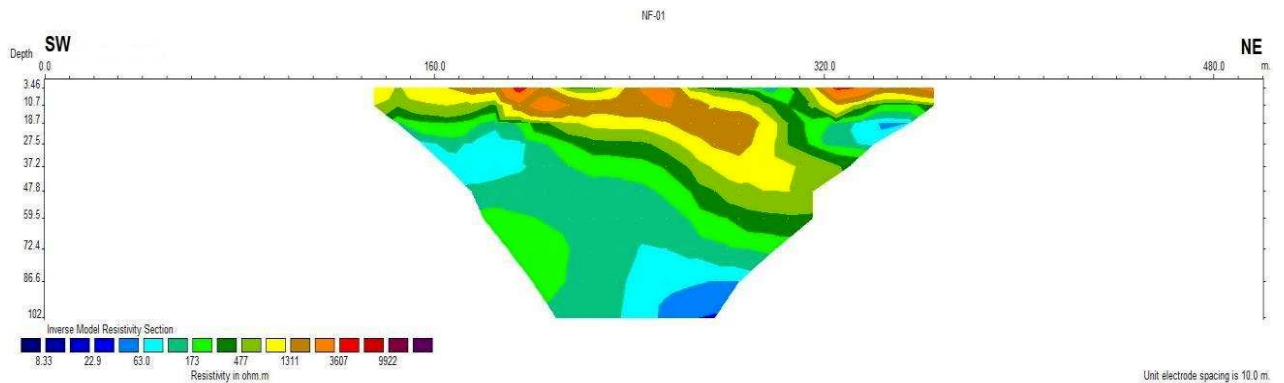 NF-01
SW NE
Depth 0.0 160.0 320.0 480.0 m.
3.46
10.7
18.7
27.5
37.2
47.8
59.5
72.4
86.6
102.
Inverse Model Resistivity Section
8.33 22.9 63.0 173 477 1311 3607 9922
Resistivity in ohm.m
Unit electrode spacing is 10.0 m.